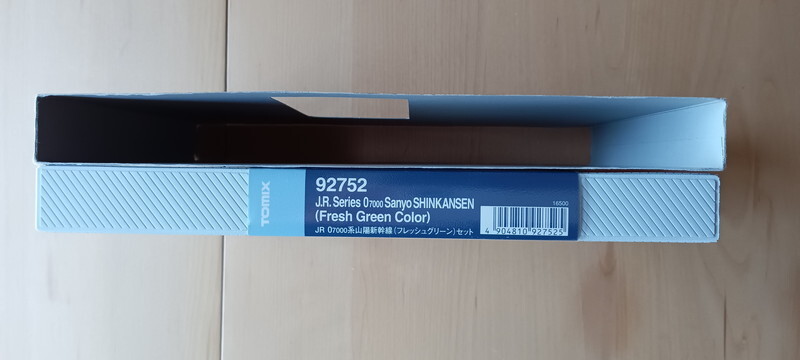 TOMIX
92752
J.R. Series 07000 Sanyo SHINKANSEN
(Fresh Green Color)
JR 07000系山陽新幹線(フレッシュグリーン)セット
16500
4 904810 927525